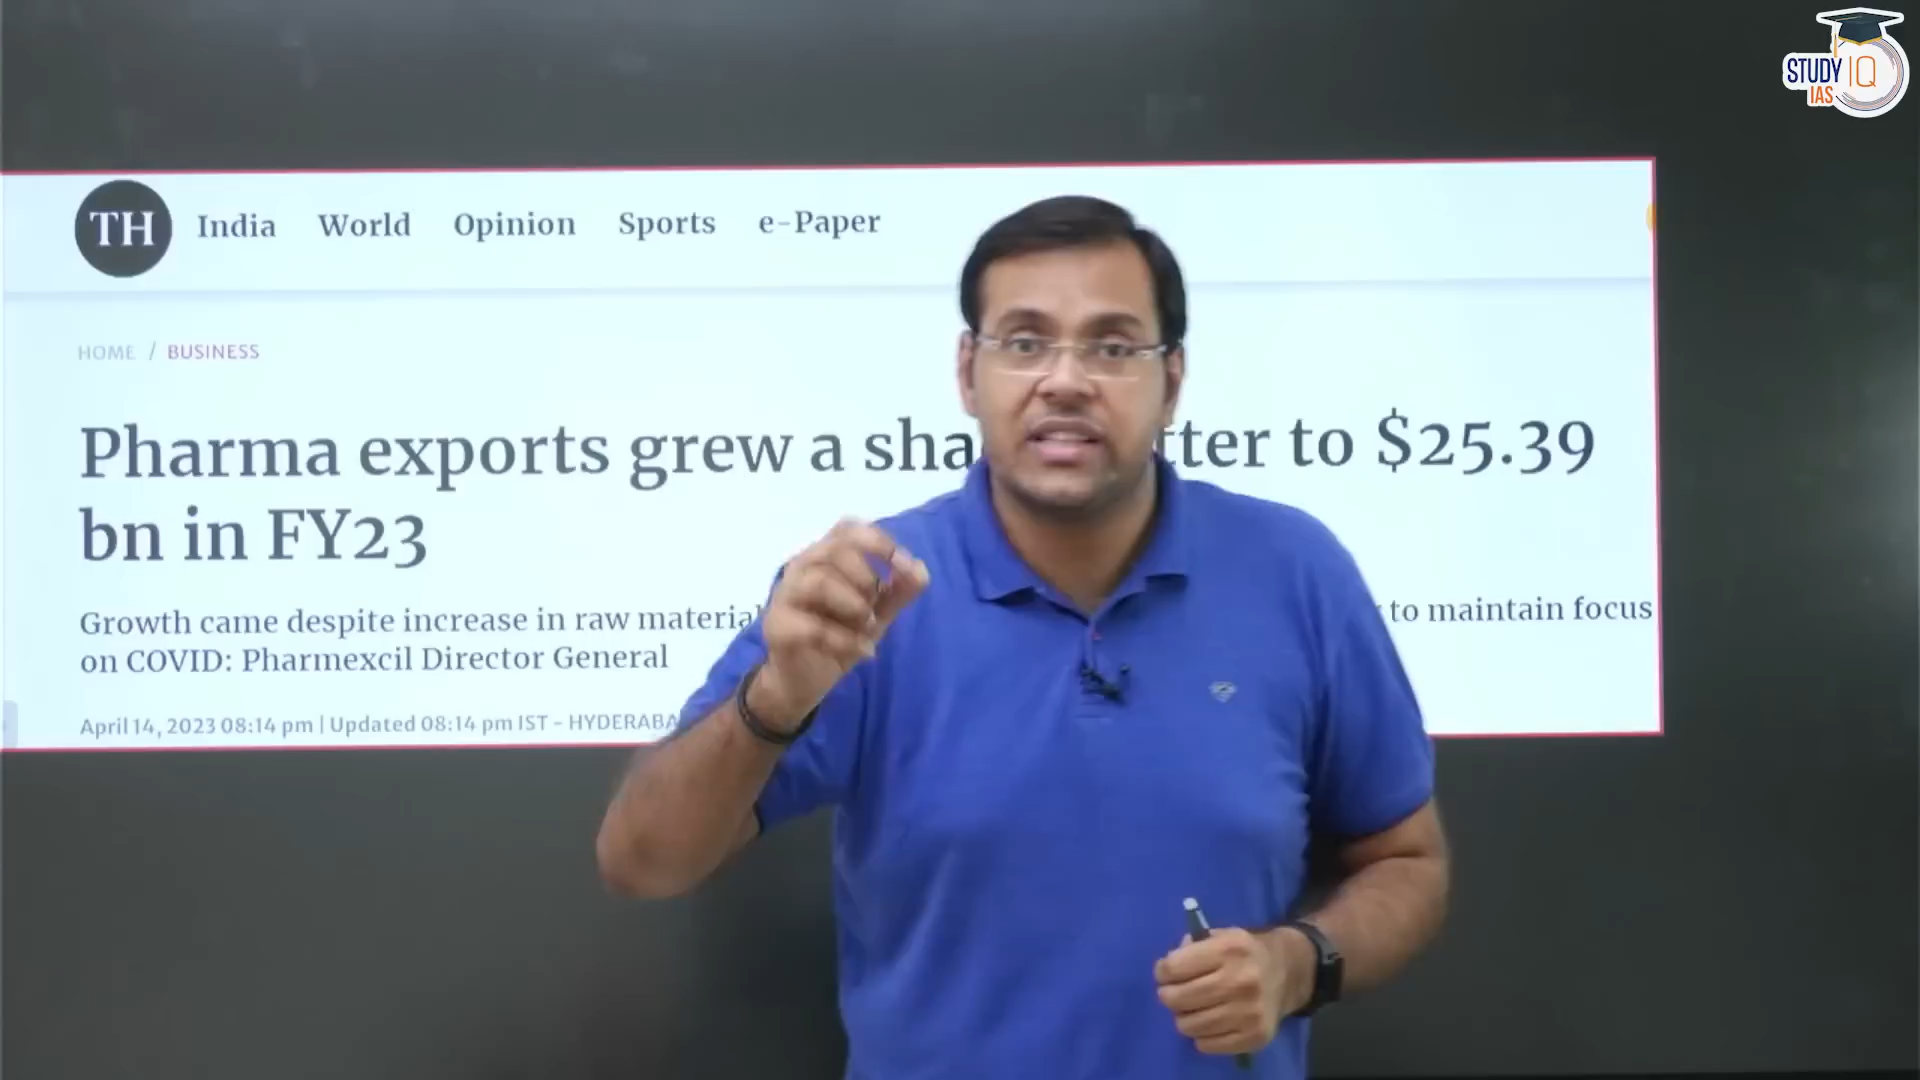 STUDY IQ
IAS
TH India World Opinion Sports e-Paper
HOME / BUSINESS
Pharma exports grew a sha tter to $25.39
bn in FY23
Growth came despite increase in raw material to maintain focus
on COVID: Pharmexcil Director General
April 14, 2023 08:14 pm | Updated 08:14 pm IST - HYDERABA